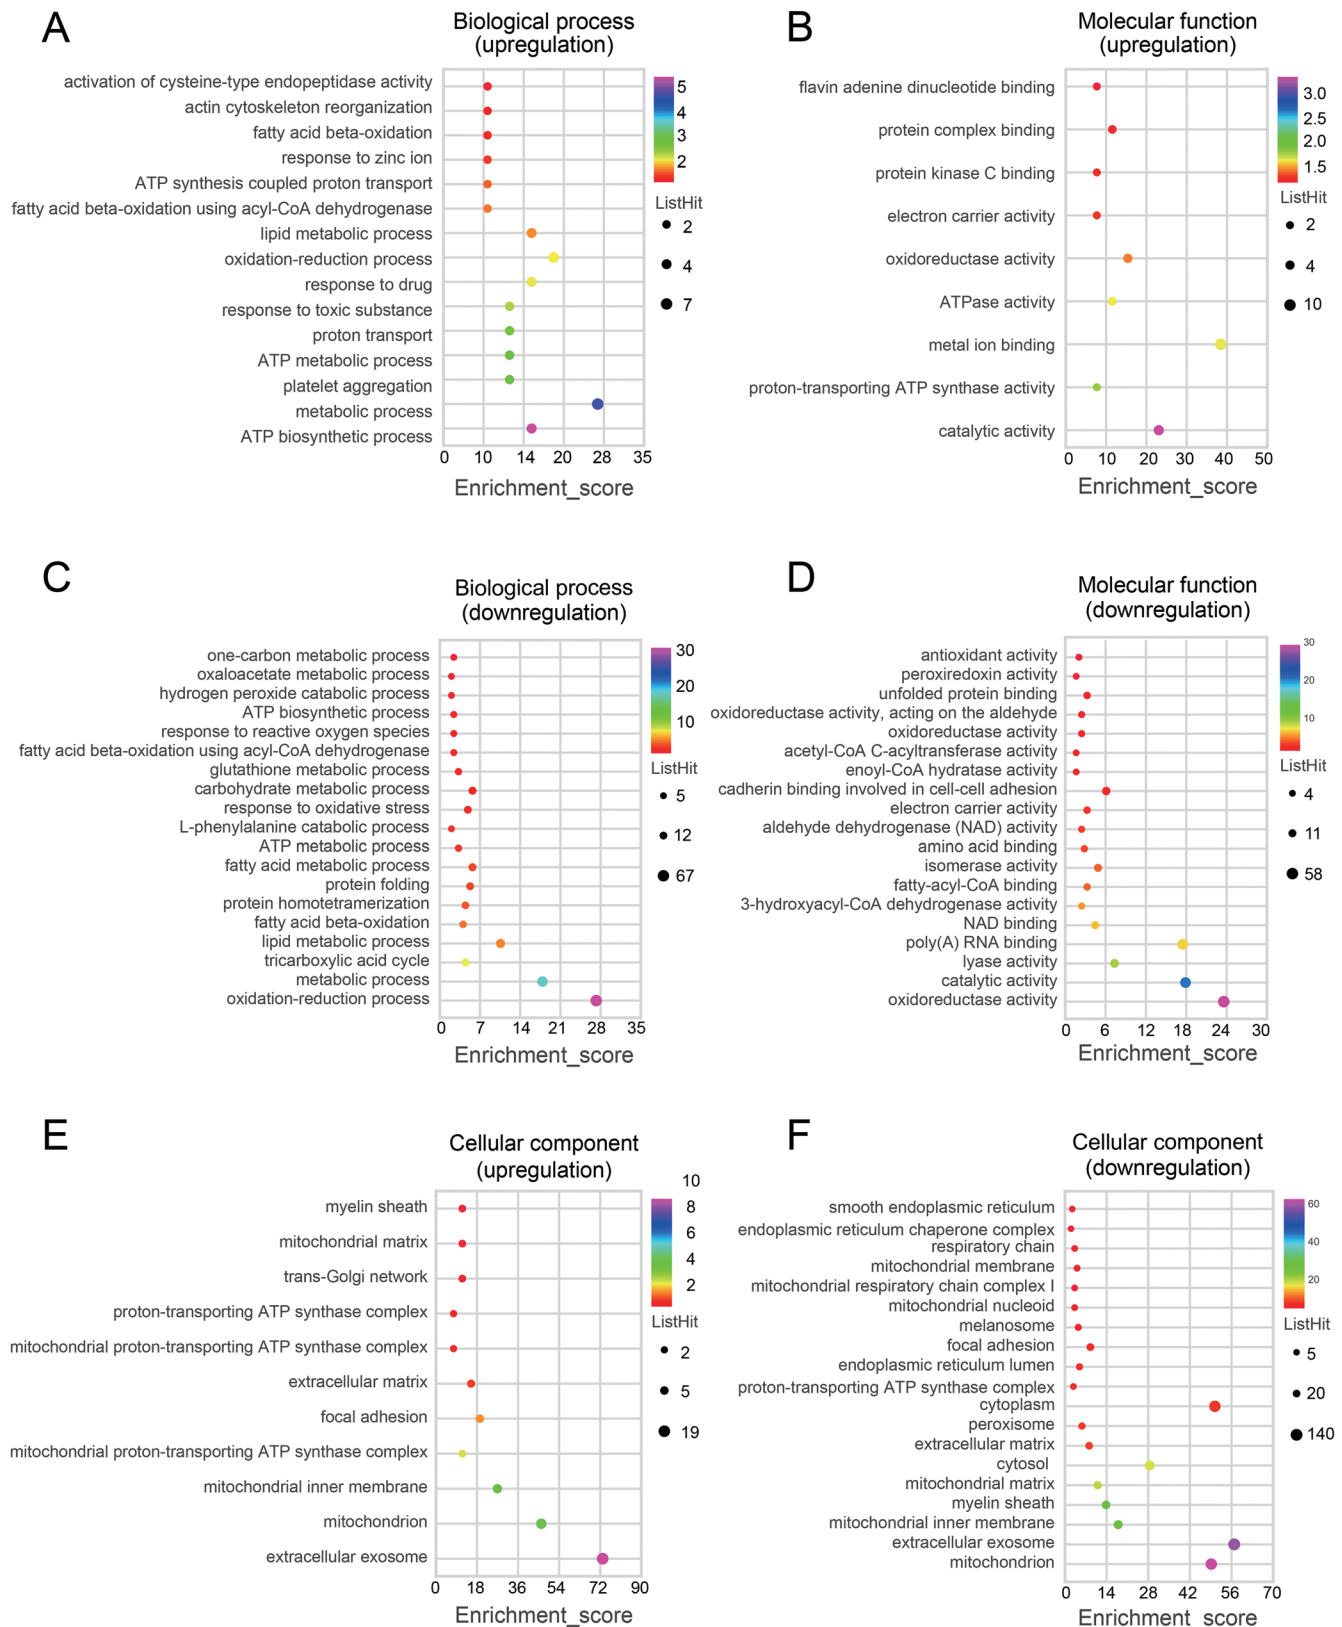 A
Biological process
(upregulation)
activation of cysteine-type endopeptidase activity
actin cytoskeleton reorganization
fatty acid beta-oxidation
response to zinc ion
ATP synthesis coupled proton transport
fatty acid beta-oxidation using acyl-CoA dehydrogenase
lipid metabolic process
oxidation-reduction process
response to drug
response to toxic substance
proton transport
ATP metabolic process
platelet aggregation
metabolic process
ATP biosynthetic process
0 10 14 20 28 35
Enrichment_score
5
4
3
2
ListHit
2
4
7
B
Molecular function
(upregulation)
flavin adenine dinucleotide binding
protein complex binding
protein kinase C binding
electron carrier activity
oxidoreductase activity
ATPase activity
metal ion binding
proton-transporting ATP synthase activity
catalytic activity
0 10 20 30 40 50
Enrichment_score
3.0
2.5
2.0
1.5
ListHit
2
4
10
C
Biological process
(downregulation)
one-carbon metabolic process
oxaloacetate metabolic process
hydrogen peroxide catabolic process
ATP biosynthetic process
response to reactive oxygen species
fatty acid beta-oxidation using acyl-CoA dehydrogenase
glutathione metabolic process
carbohydrate metabolic process
response to oxidative stress
L-phenylalanine catabolic process
ATP metabolic process
fatty acid metabolic process
protein folding
protein homotetramerization
fatty acid beta-oxidation
lipid metabolic process
tricarboxylic acid cycle
metabolic process
oxidation-reduction process
0 7 14 21 28 35
Enrichment_score
30
20
10
ListHit
5
12
67
D
Molecular function
(downregulation)
antioxidant activity
peroxiredoxin activity
unfolded protein binding
oxidoreductase activity, acting on the aldehyde
oxidoreductase activity
acetyl-CoA C-acyltransferase activity
enoyl-CoA hydratase activity
cadherin binding involved in cell-cell adhesion
electron carrier activity
aldehyde dehydrogenase (NAD) activity
amino acid binding
isomerase activity
fatty-acyl-CoA binding
3-hydroxyacyl-CoA dehydrogenase activity
NAD binding
poly(A) RNA binding
lyase activity
catalytic activity
oxidoreductase activity
0 6 12 18 24 30
Enrichment_score
30
20
10
ListHit
4
11
58
E
Cellular component
(upregulation)
myelin sheath
mitochondrial matrix
trans-Golgi network
proton-transporting ATP synthase complex
mitochondrial proton-transporting ATP synthase complex
extracellular matrix
focal adhesion
mitochondrial proton-transporting ATP synthase complex
mitochondrial inner membrane
mitochondrion
extracellular exosome
0 18 36 54 72 90
Enrichment_score
10
8
6
4
2
ListHit
2
5
19
F
Cellular component
(downregulation)
smooth endoplasmic reticulum
endoplasmic reticulum chaperone complex
respiratory chain
mitochondrial membrane
mitochondrial respiratory chain complex I
mitochondrial nucleoid
melanosome
focal adhesion
endoplasmic reticulum lumen
proton-transporting ATP synthase complex
cytoplasm
peroxisome
extracellular matrix
cytosol
mitochondrial matrix
myelin sheath
mitochondrial inner membrane
extracellular exosome
mitochondrion
0 14 28 42 56 70
Enrichment score
60
40
20
ListHit
5
20
140